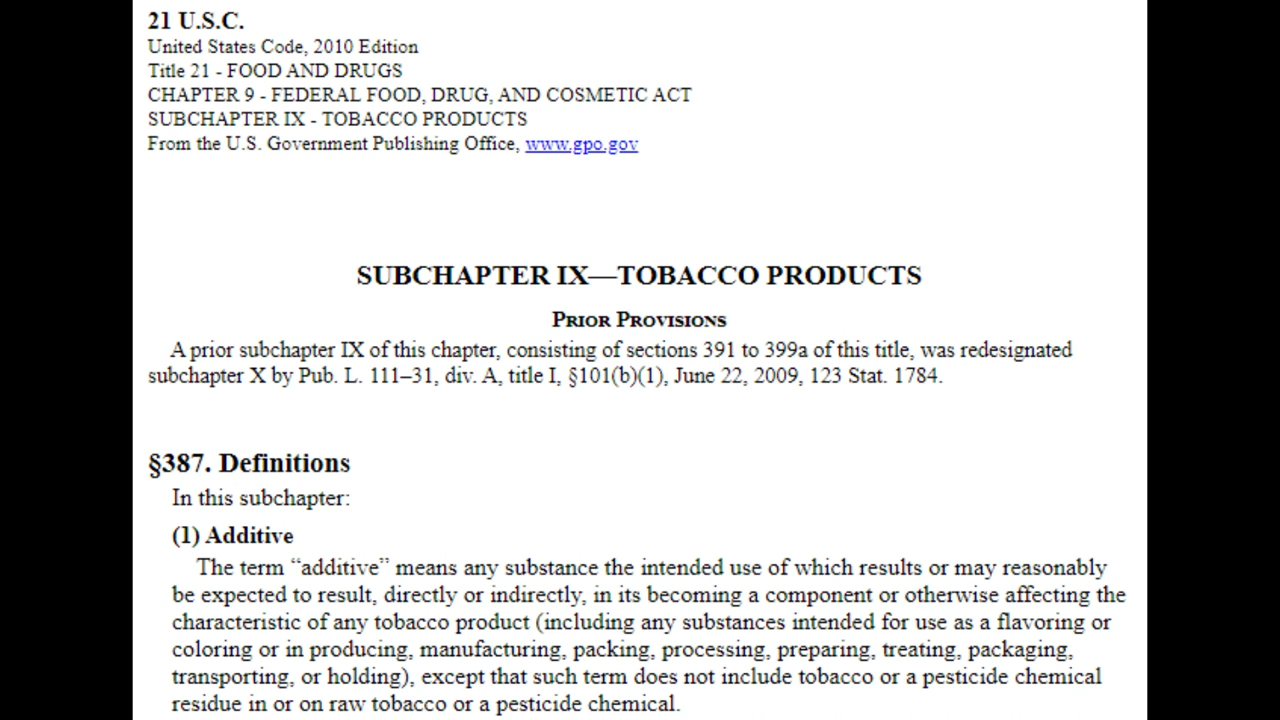 21 U.S.C.
United States Code, 2010 Edition
Title 21 - FOOD AND DRUGS
CHAPTER 9 - FEDERAL FOOD, DRUG, AND COSMETIC ACT
SUBCHAPTER IX - TOBACCO PRODUCTS
From the U.S. Government Publishing Office, www.gpo.gov
SUBCHAPTER IX—TOBACCO PRODUCTS
Prior Provisions
A prior subchapter IX of this chapter, consisting of sections 391 to 399a of this title, was redesignated
subchapter X by Pub. L. 111–31, div. A, title I, §101(b)(1), June 22, 2009, 123 Stat. 1784.
§387. Definitions
In this subchapter:
(1) Additive
The term “additive” means any substance the intended use of which results or may reasonably
be expected to result, directly or indirectly, in its becoming a component or otherwise affecting the
characteristic of any tobacco product (including any substances intended for use as a flavoring or
coloring or in producing, manufacturing, packing, processing, preparing, treating, packaging,
transporting, or holding), except that such term does not include tobacco or a pesticide chemical
residue in or on raw tobacco or a pesticide chemical.